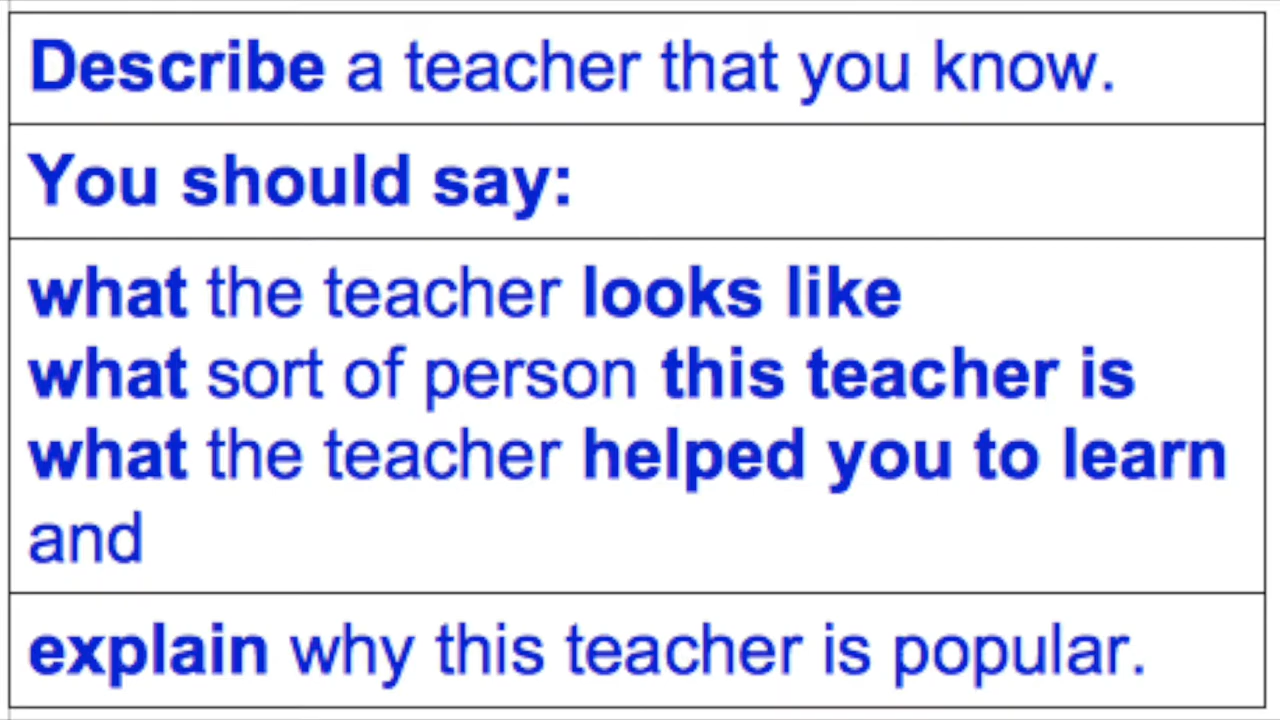 Describe a teacher that you know.
You should say:
what the teacher looks like
what sort of person this teacher is
what the teacher helped you to learn
and
explain why this teacher is popular.